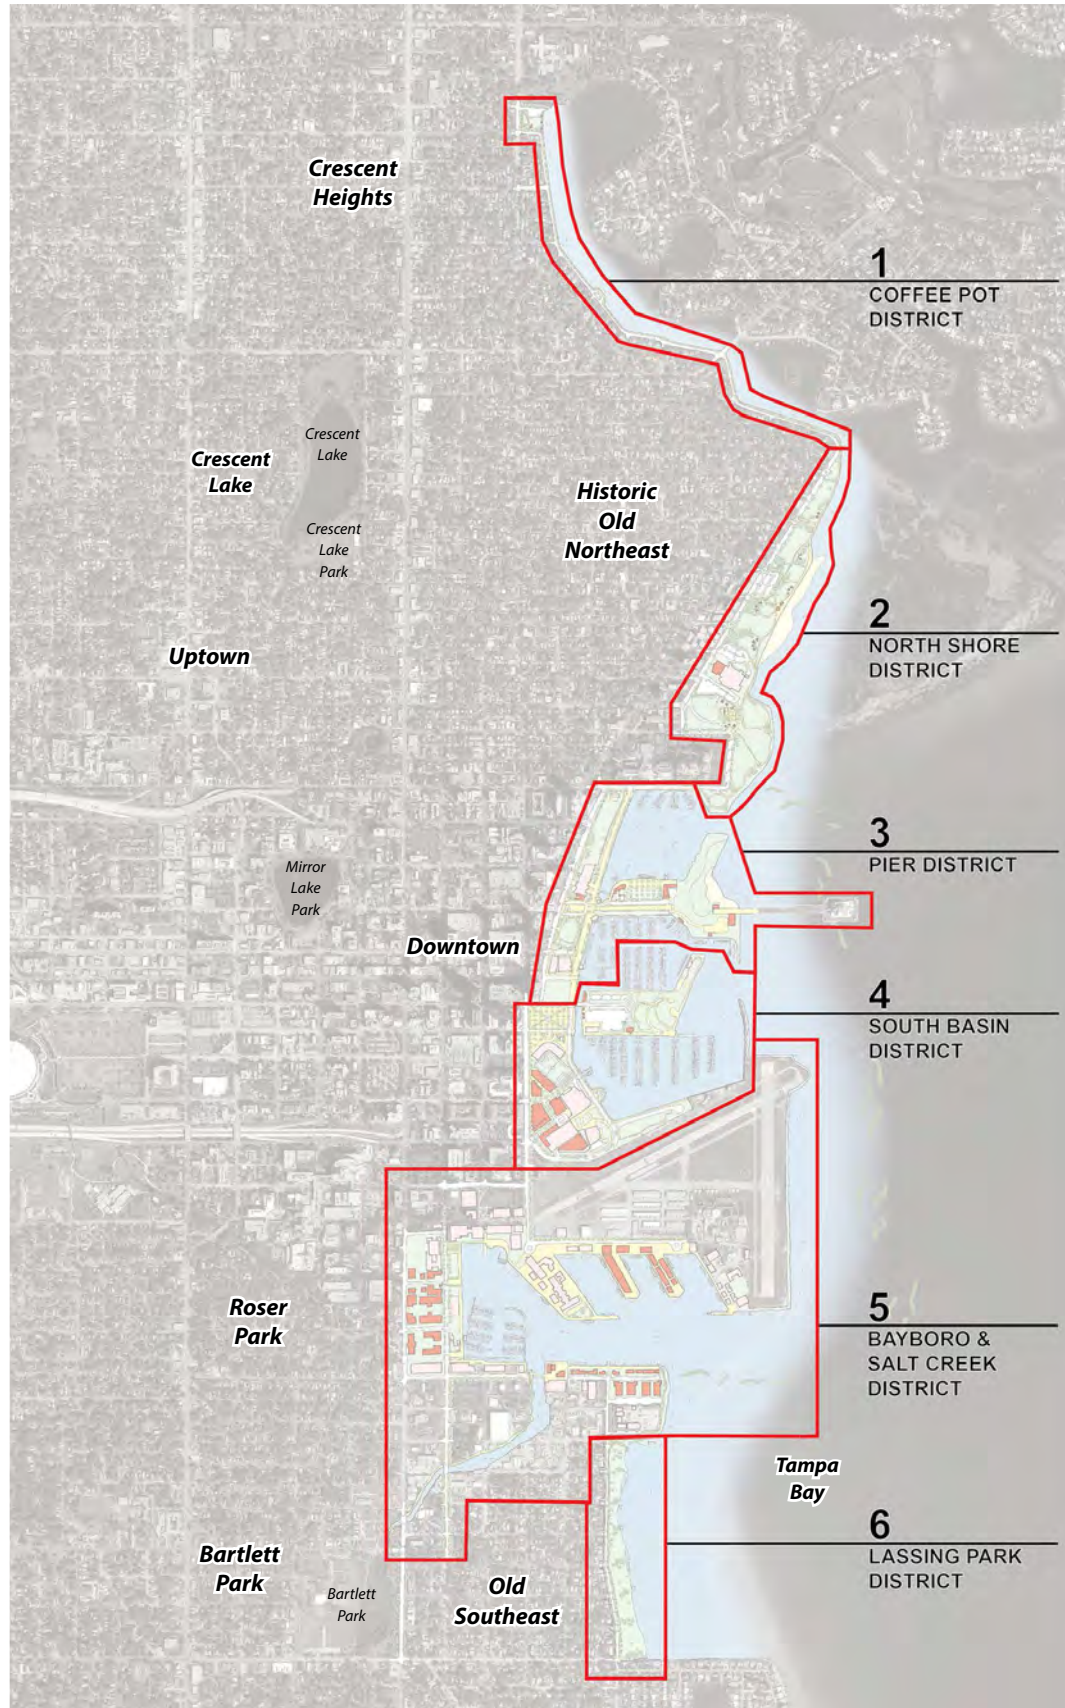 Crescent
Heights
1
COFFEE POT
DISTRICT
Crescent
Lake
Crescent
Lake
Historic
Old
Northeast
Crescent
Lake
Park
2
NORTH SHORE
DISTRICT
Uptown
3
PIER DISTRICT
Mirror
Lake
Park
Downtown
4
SOUTH BASIN
DISTRICT
Roser
Park
5
BAYBORO &
SALT CREEK
DISTRICT
Tampa
Bay
6
LASSING PARK
DISTRICT
Bartlett
Park
Bartlett
Park
Old
Southeast